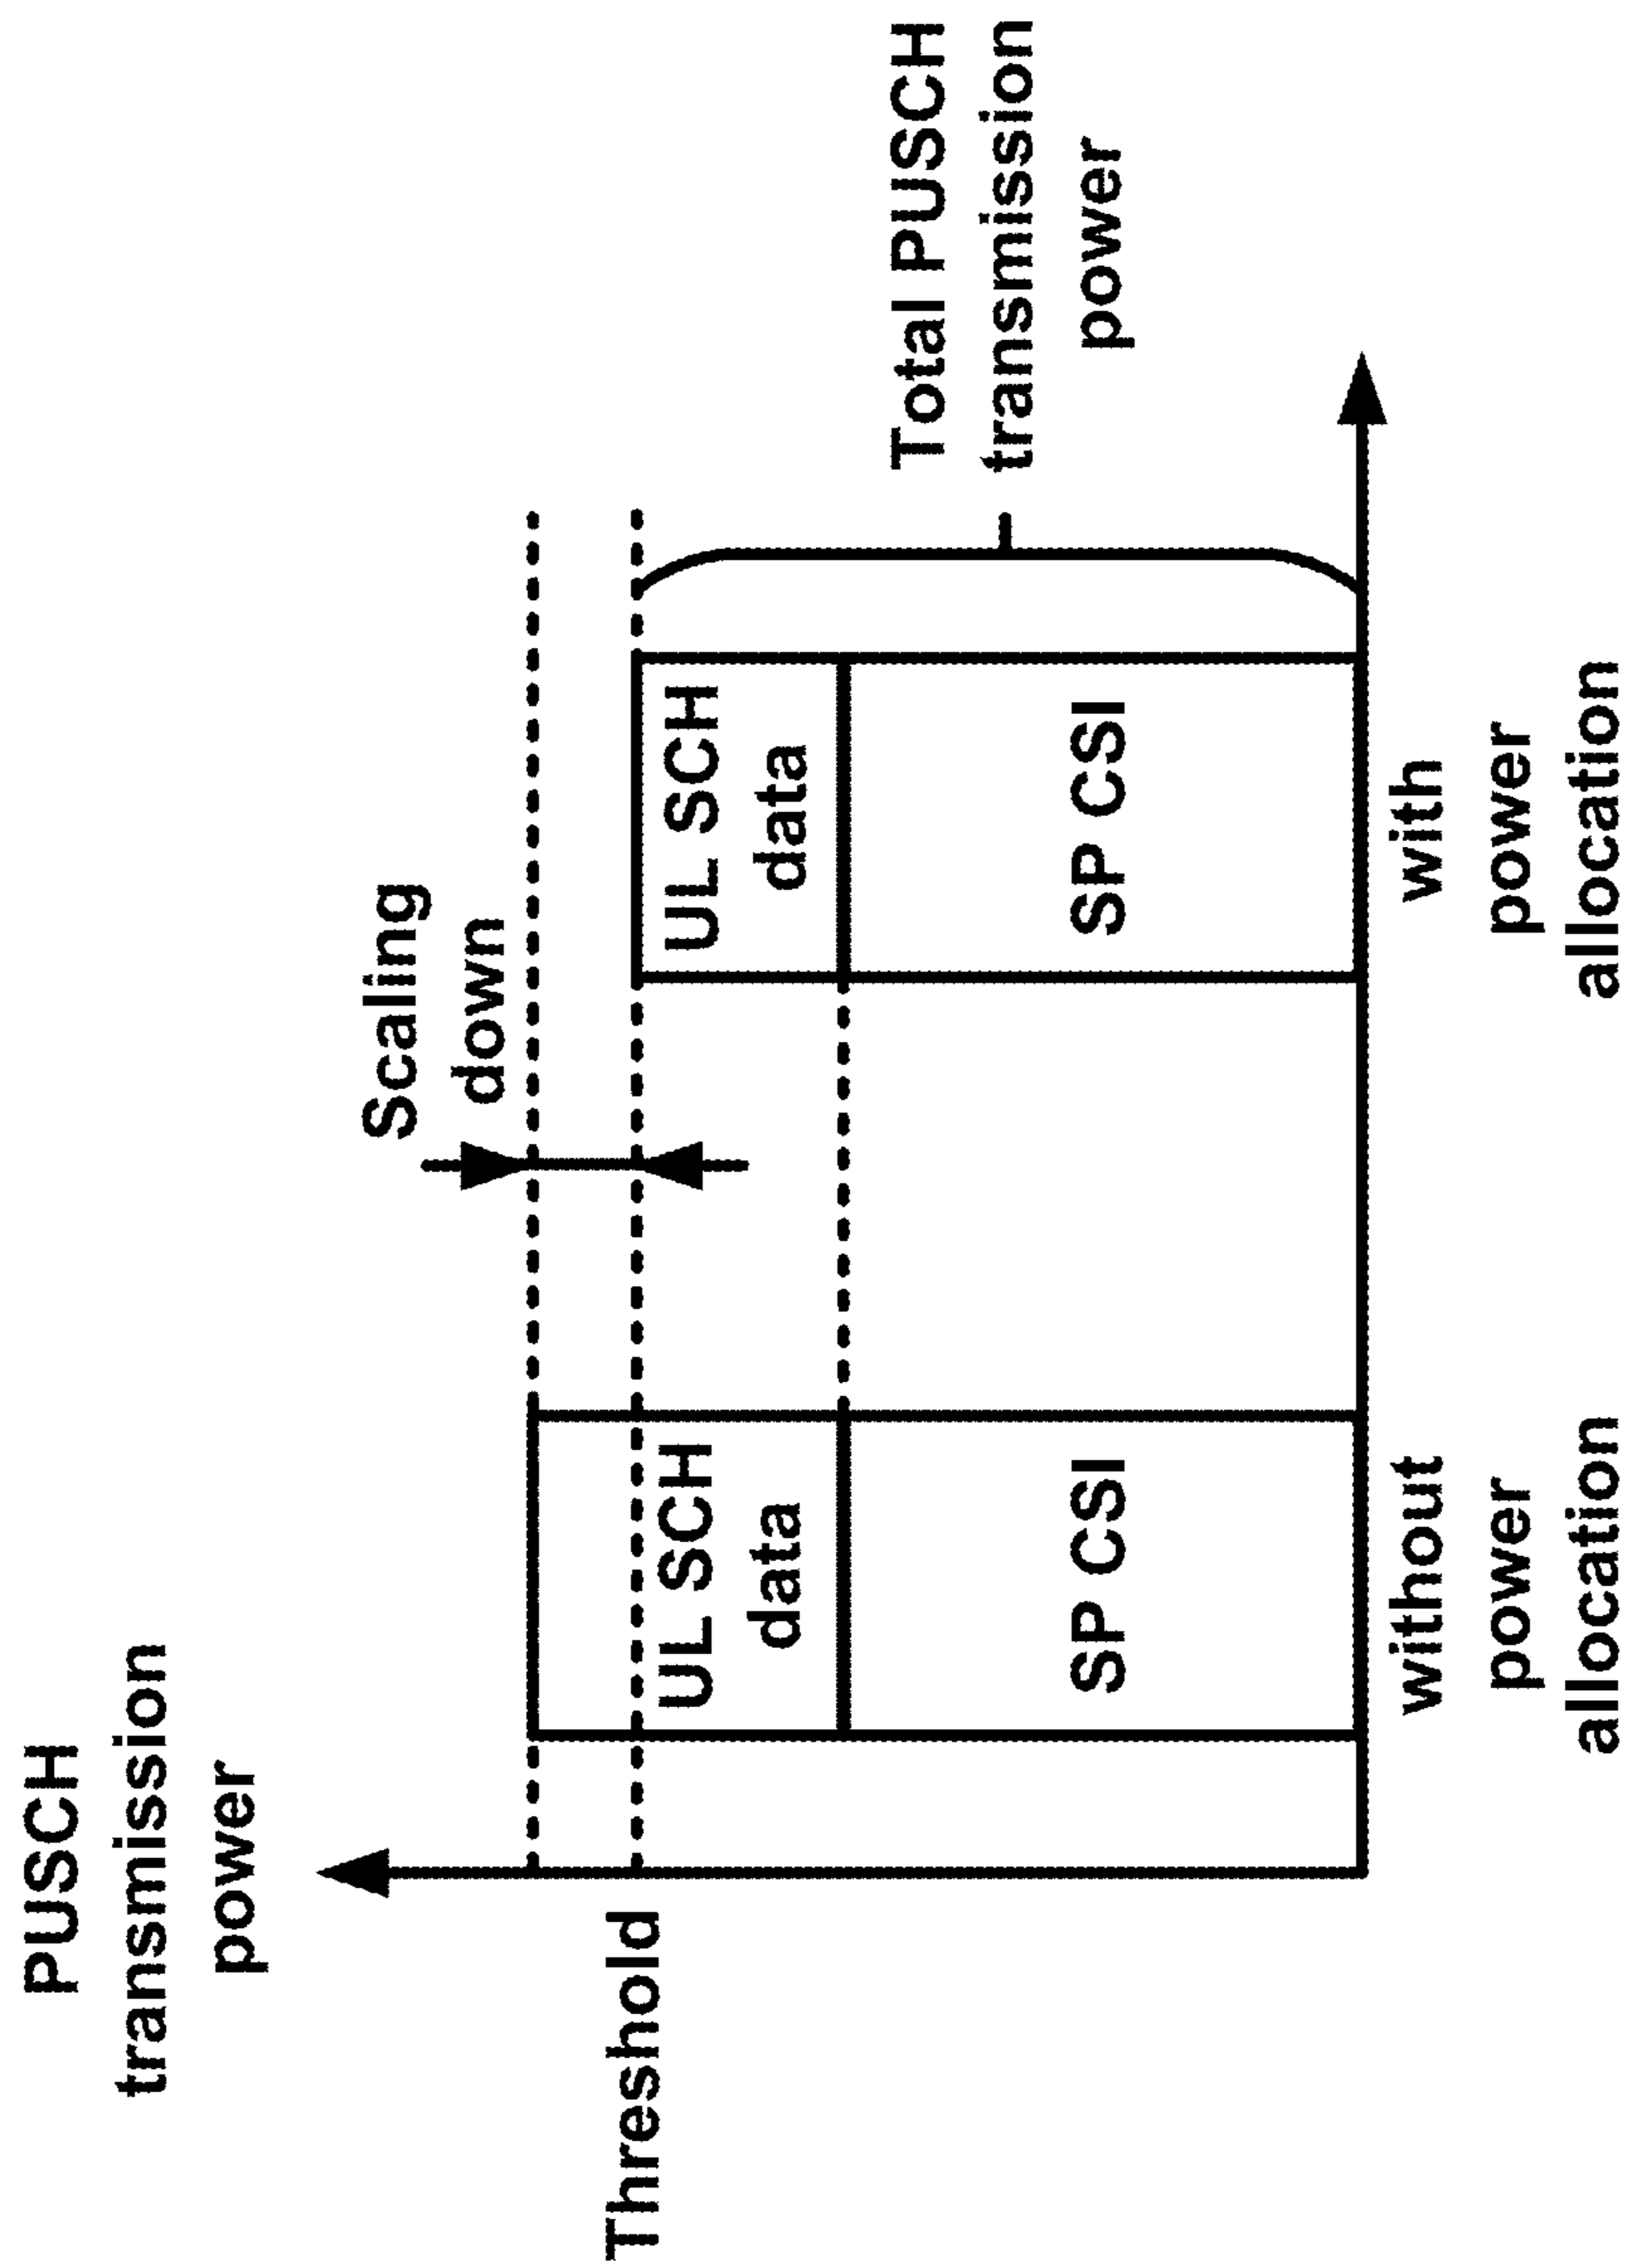 PUSCH
transmission
power
Scaling
down
Threshold
UL SCH
data
SP CSI
UL SCH
data
SP CSI
Total PUSCH
transmission
power
without
power
allocation
with
power
allocation